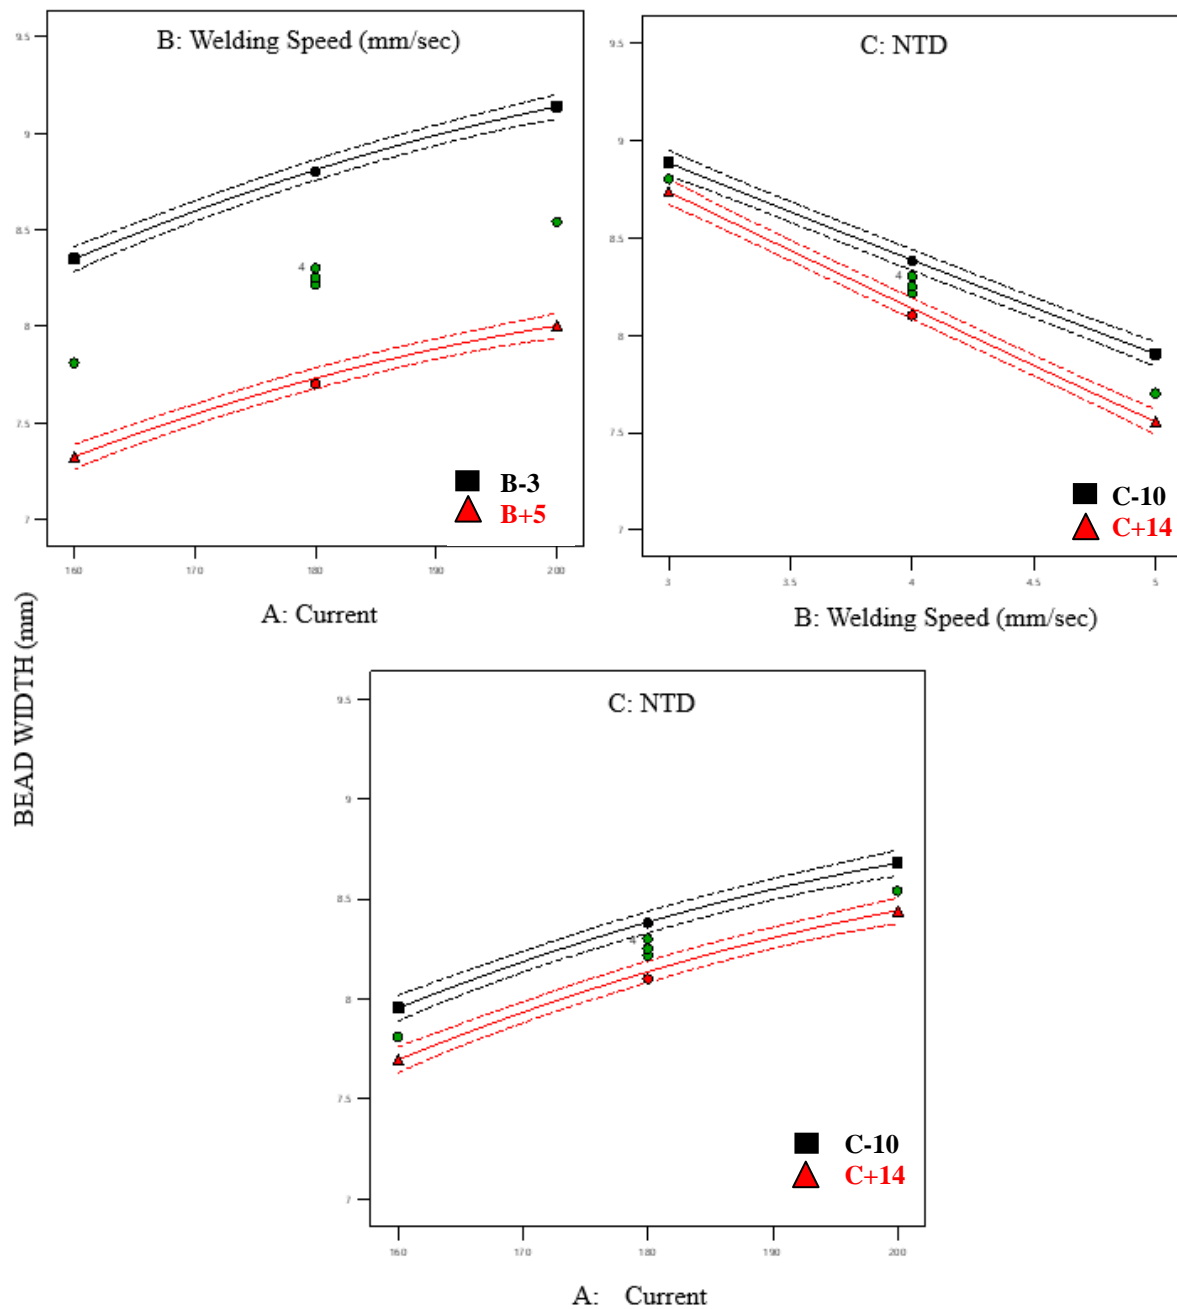 B: Welding Speed (mm/sec)
9.5
9
8.5
8
7.5
7
4
B-3
B+5
160
170
180
190
200
A: Current
C: NTD
9.5
9
8.5
8
7.5
7
4
C-10
C+14
3
3.5
4
4.5
5
B: Welding Speed (mm/sec)
BEAD WIDTH (mm)
C: NTD
9.5
9
8.5
8
7.5
7
4
C-10
C+14
160
170
180
190
200
A: Current